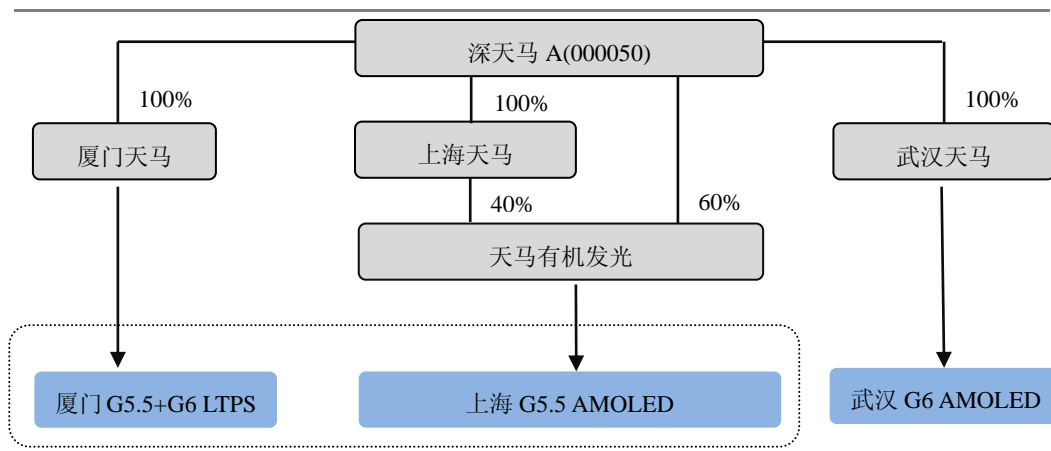 深天马 A(000050)
100%
100%
100%
厦门天马
上海天马
武汉天马
40%
60%
天马有机发光
厦门 G5.5+G6 LTPS
上海 G5.5 AMOLED
武汉 G6 AMOLED